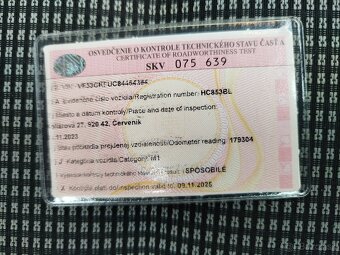 OSVEDČENIE O KONTROLE TECHNICKÉHO STAVU ČASŤ A
CERTIFICATE OF ROADWORTHINESS TEST
SKV 075 639
E VIN:
A Evidenčné číslo vozidla/Registration number: HC853BL
Miesto a dátum kontroly/Place and date of inspection:
27, 920 42, Červeník
.11.2023
Stav počítadla prejdenej vzdialenosti/Odometer reading: 179304
J Kategória vozidla/Category: M1
SPÔSOBILÉ
X Kontrola platí do/Inspection valid to: 09.11.2025